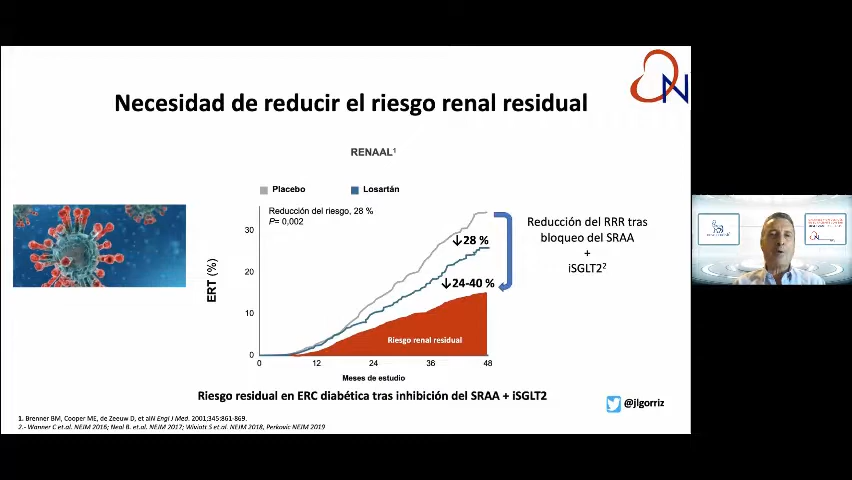 Necesidad de reducir el riesgo renal residual
RENAAL1
Placebo
Losartán
Reducción del riesgo, 28 %
P= 0,002
ERT (%)
30
20
10
0
0
12
24
36
48
Meses de estudio
↓28 %
↓24-40 %
Riesgo renal residual
Reducción del RRR tras
bloqueo del SRAA
+
iSGLT2²
Riesgo residual en ERC diabética tras inhibición del SRAA + iSGLT2
@jlgorriz
1. Brenner BM, Cooper ME, de Zeeuw D, et alN Engl J Med. 2001:345:861-869.
2.- Wanner C et.al. NEJM 2016; Neal B. et.al. NEJM 2017; Wiviott S et.al. NEJM 2018, Perkovic NEJM 2019
N